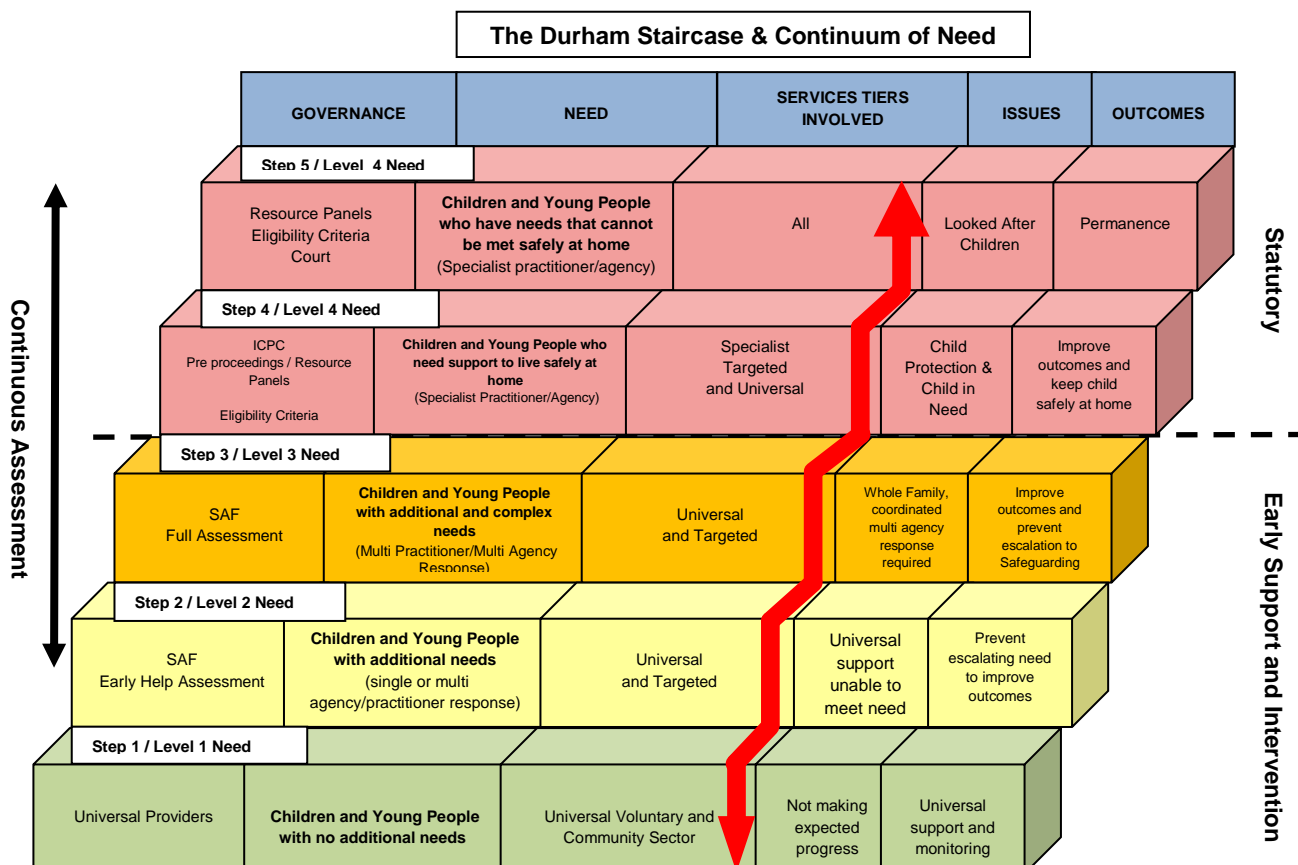 The Durham Staircase & Continuum of Need
GOVERNANCE
NEED
SERVICES TIERS
INVOLVED
ISSUES
OUTCOMES
Step 5 / Level 4 Need
Resource Panels
Eligibility Criteria
Court
Children and Young People
who have needs that cannot
be met safely at home
(Specialist practitioner/agency)
All
Looked After
Children
Permanence
Step 4 / Level 4 Need
ICPC
Pre proceedings / Resource
Panels
Eligibility Criteria
Children and Young People who
need support to live safely at
home
(Specialist Practitioner/Agency)
Specialist
Targeted
and Universal
Child
Protection &
Child in
Need
Improve
outcomes and
keep child
safely at home
Step 3 / Level 3 Need
SAF
Full Assessment
Children and Young People
with additional and complex
needs
(Multi Practitioner/Multi Agency
Response)
Universal
and Targeted
Whole Family,
coordinated
multi agency
response
required
Improve
outcomes and
prevent
escalation to
Safeguarding
Step 2 / Level 2 Need
SAF
Early Help Assessment
Children and Young People
with additional needs
(single or multi
agency/practitioner response)
Universal
and Targeted
Universal
support
unable to
meet need
Prevent
escalating need
to improve
outcomes
Step 1 / Level 1 Need
Universal Providers
Children and Young People
with no additional needs
Universal Voluntary and
Community Sector
Not making
expected
progress
Universal
support and
monitoring
Continuous Assessment
Statutory
Early Support and Intervention